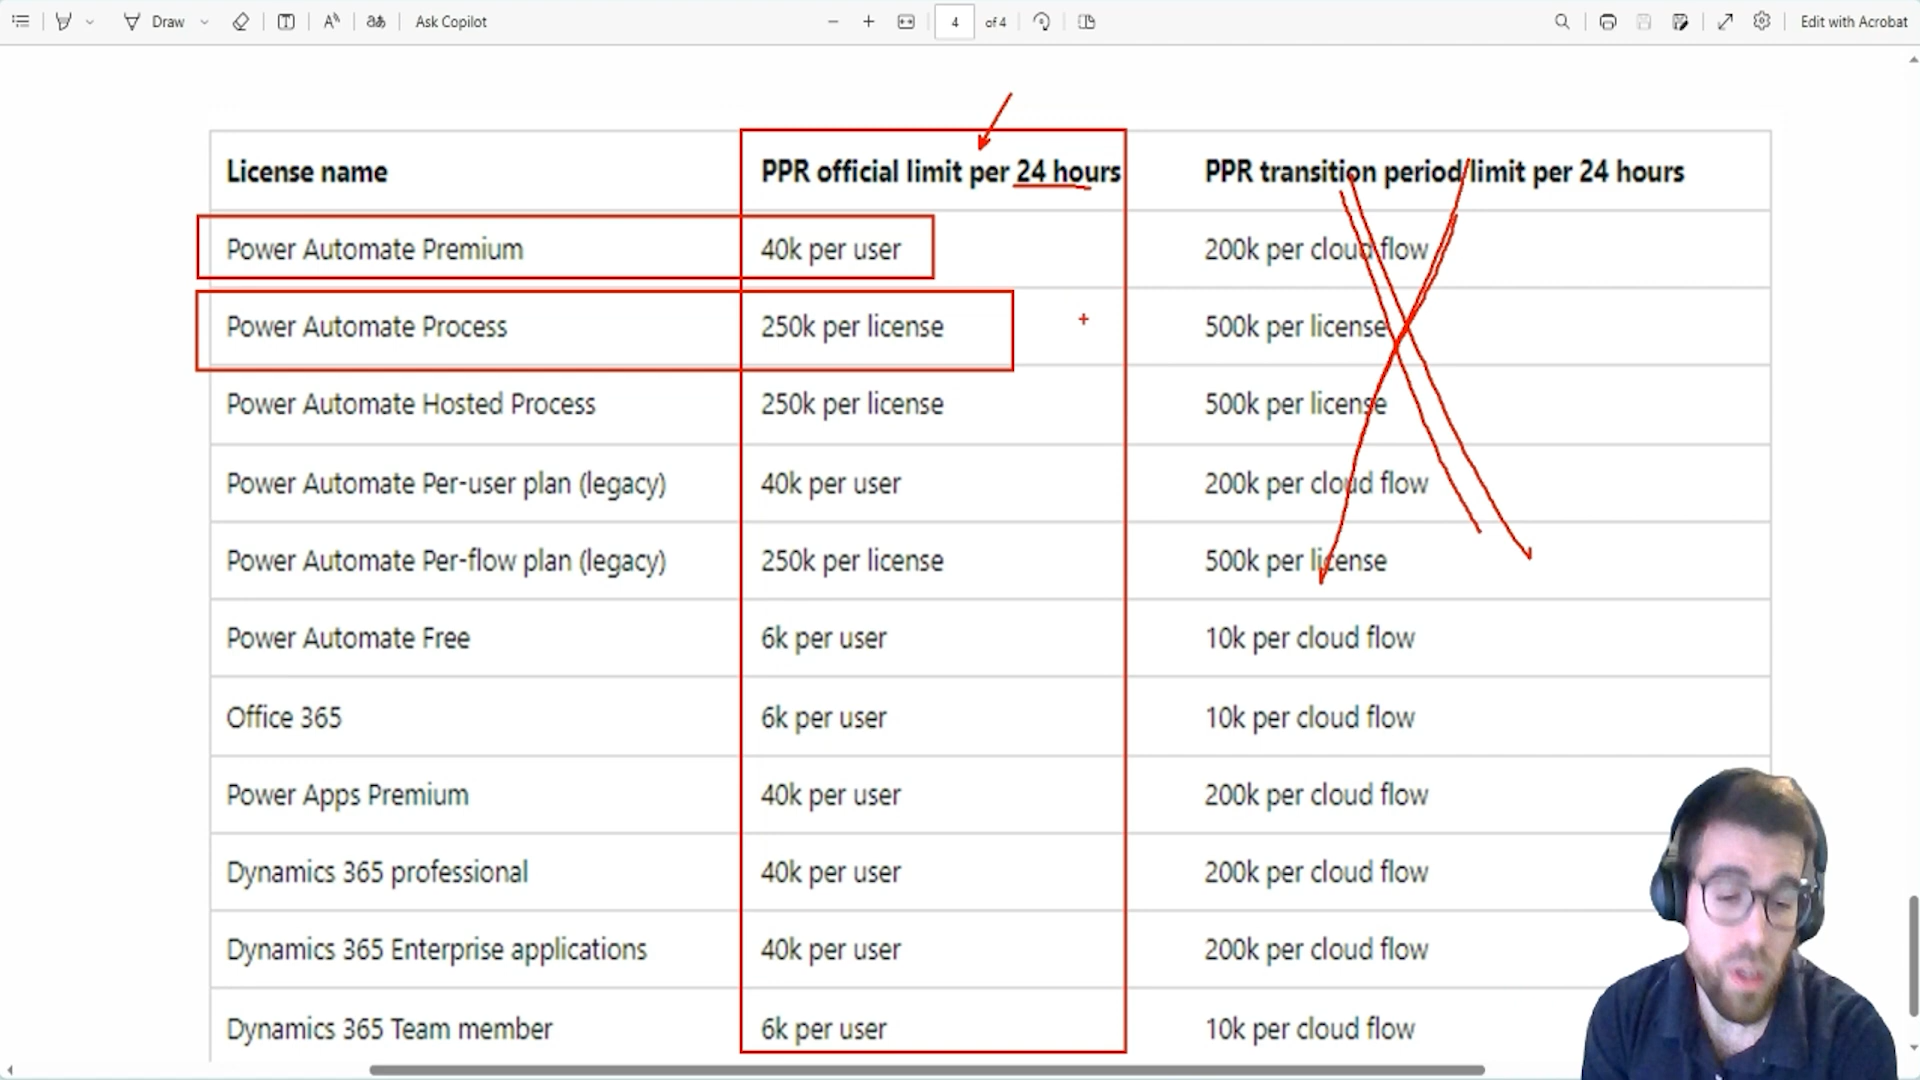 Draw
Ask Copilot
4 of 4
Edit with Acrobat
License name PPR official limit per 24 hours PPR transition period limit per 24 hours
Power Automate Premium 40k per user 200k per cloud flow
Power Automate Process 250k per license 500k per license
Power Automate Hosted Process 250k per license 500k per license
Power Automate Per-user plan (legacy) 40k per user 200k per cloud flow
Power Automate Per-flow plan (legacy) 250k per license 500k per license
Power Automate Free 6k per user 10k per cloud flow
Office 365 6k per user 10k per cloud flow
Power Apps Premium 40k per user 200k per cloud flow
Dynamics 365 professional 40k per user 200k per cloud flow
Dynamics 365 Enterprise applications 40k per user 200k per cloud flow
Dynamics 365 Team member 6k per user 10k per cloud flow